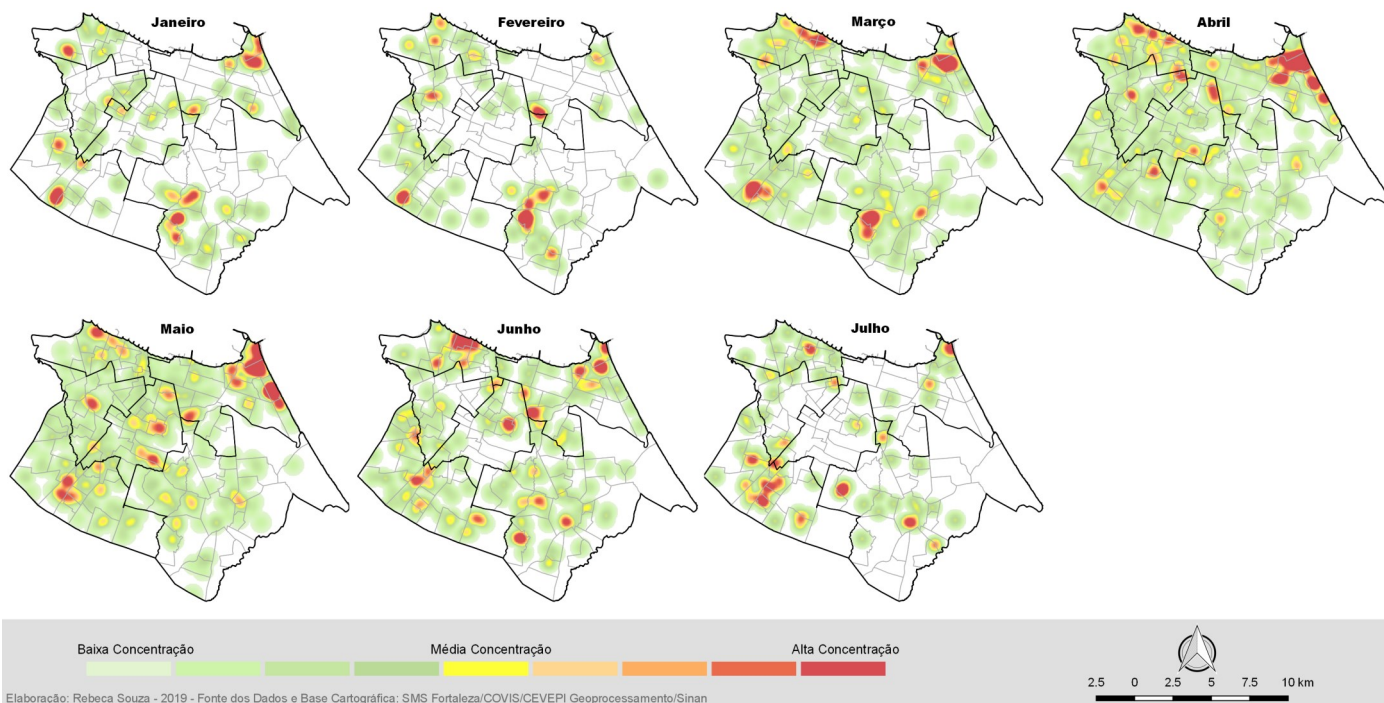 Janeiro
Fevereiro
Março
Abril
Maio
Junho
Julho
Baixa Concentração
Média Concentração
Alta Concentração
Elaboração: Rebeca Souza - 2019 - Fonte dos Dados e Base Cartográfica: SMS Fortaleza/COVIS/CEVEPI Geoprocessamento/Sinan
2.5 0 2.5 5 7.5 10 km